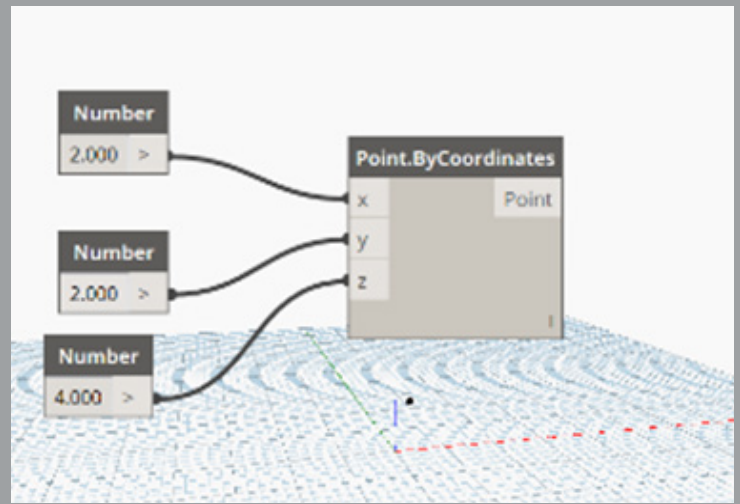 Number
2.000 >
Number
2.000 >
Number
4.000 >
Point.ByCoordinates
x Point
y
z
l